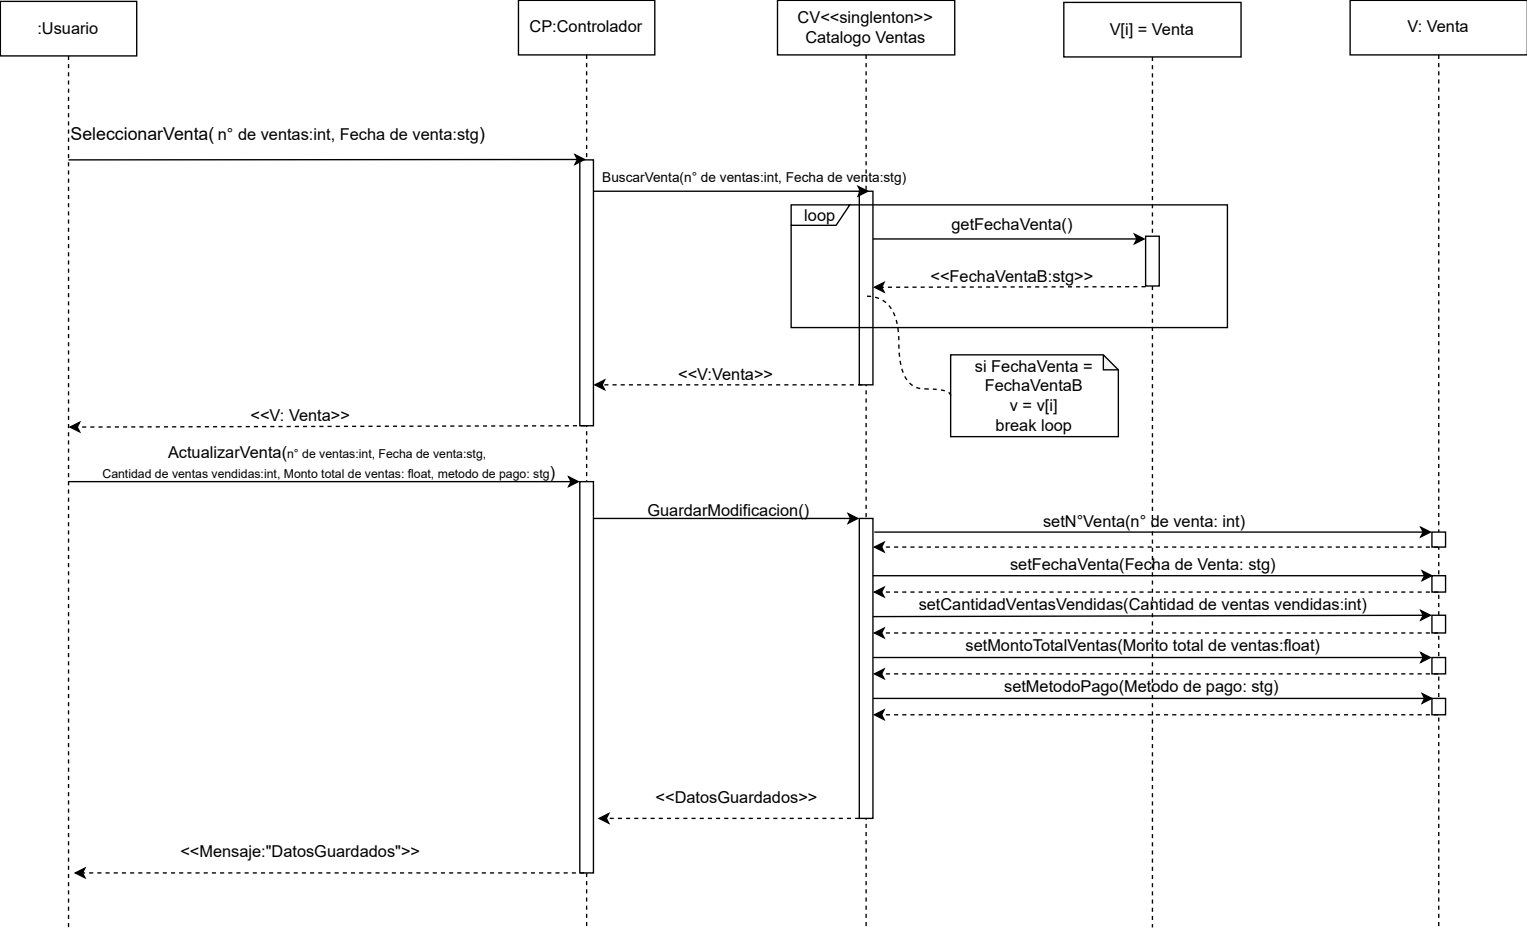 :Usuario
CP:Controlador
CV<<singlenton>>
Catalogo Ventas
V[i] = Venta
V: Venta
SeleccionarVenta( n° de ventas:int, Fecha de venta:stg)
BuscarVenta(n° de ventas:int, Fecha de venta:stg)
loop
getFechaVenta()
<<FechaVentaB:stg>>
si FechaVenta =
FechaVentaB
v = v[i]
break loop
<<V:Venta>>
<<V: Venta>>
ActualizarVenta(n° de ventas:int, Fecha de venta:stg,
Cantidad de ventas vendidas:int, Monto total de ventas: float, metodo de pago: stg)
GuardarModificacion()
setN°Venta(n° de venta: int)
setFechaVenta(Fecha de Venta: stg)
setCantidadVentasVendidas(Cantidad de ventas vendidas:int)
setMontoTotalVentas(Monto total de ventas:float)
setMetodoPago(Metodo de pago: stg)
<<DatosGuardados>>
<<Mensaje:"DatosGuardados">>